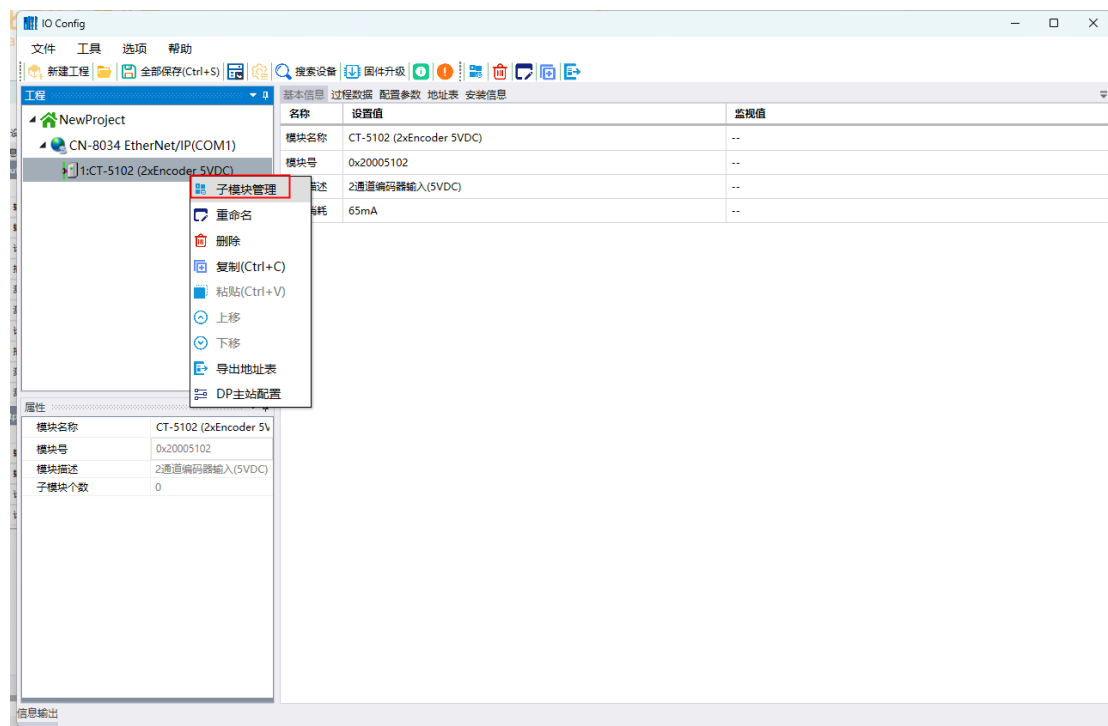 IO Config
文件 工具 选项 帮助
新建工程 全部保存(Ctrl+S) 搜索设备 固件升级
工程
NewProject
CN-8034 EtherNet/IP(COM1)
1:CT-5102 (2xEncoder 5VDC)
子模块管理
重命名
删除
复制(Ctrl+C)
粘贴(Ctrl+V)
上移
下移
导出地址表
DP主站配置
基本信息 过程数据 配置参数 地址表 安装信息
名称 设置值 监视值
模块名称 CT-5102 (2xEncoder 5VDC) --
模块号 0x20005102 --
描述 2通道编码器输入(5VDC) --
消耗 65mA --
属性
模块名称 CT-5102 (2xEncoder 5V
模块号 0x20005102
模块描述 2通道编码器输入(5VDC)
子模块个数 0
信息输出